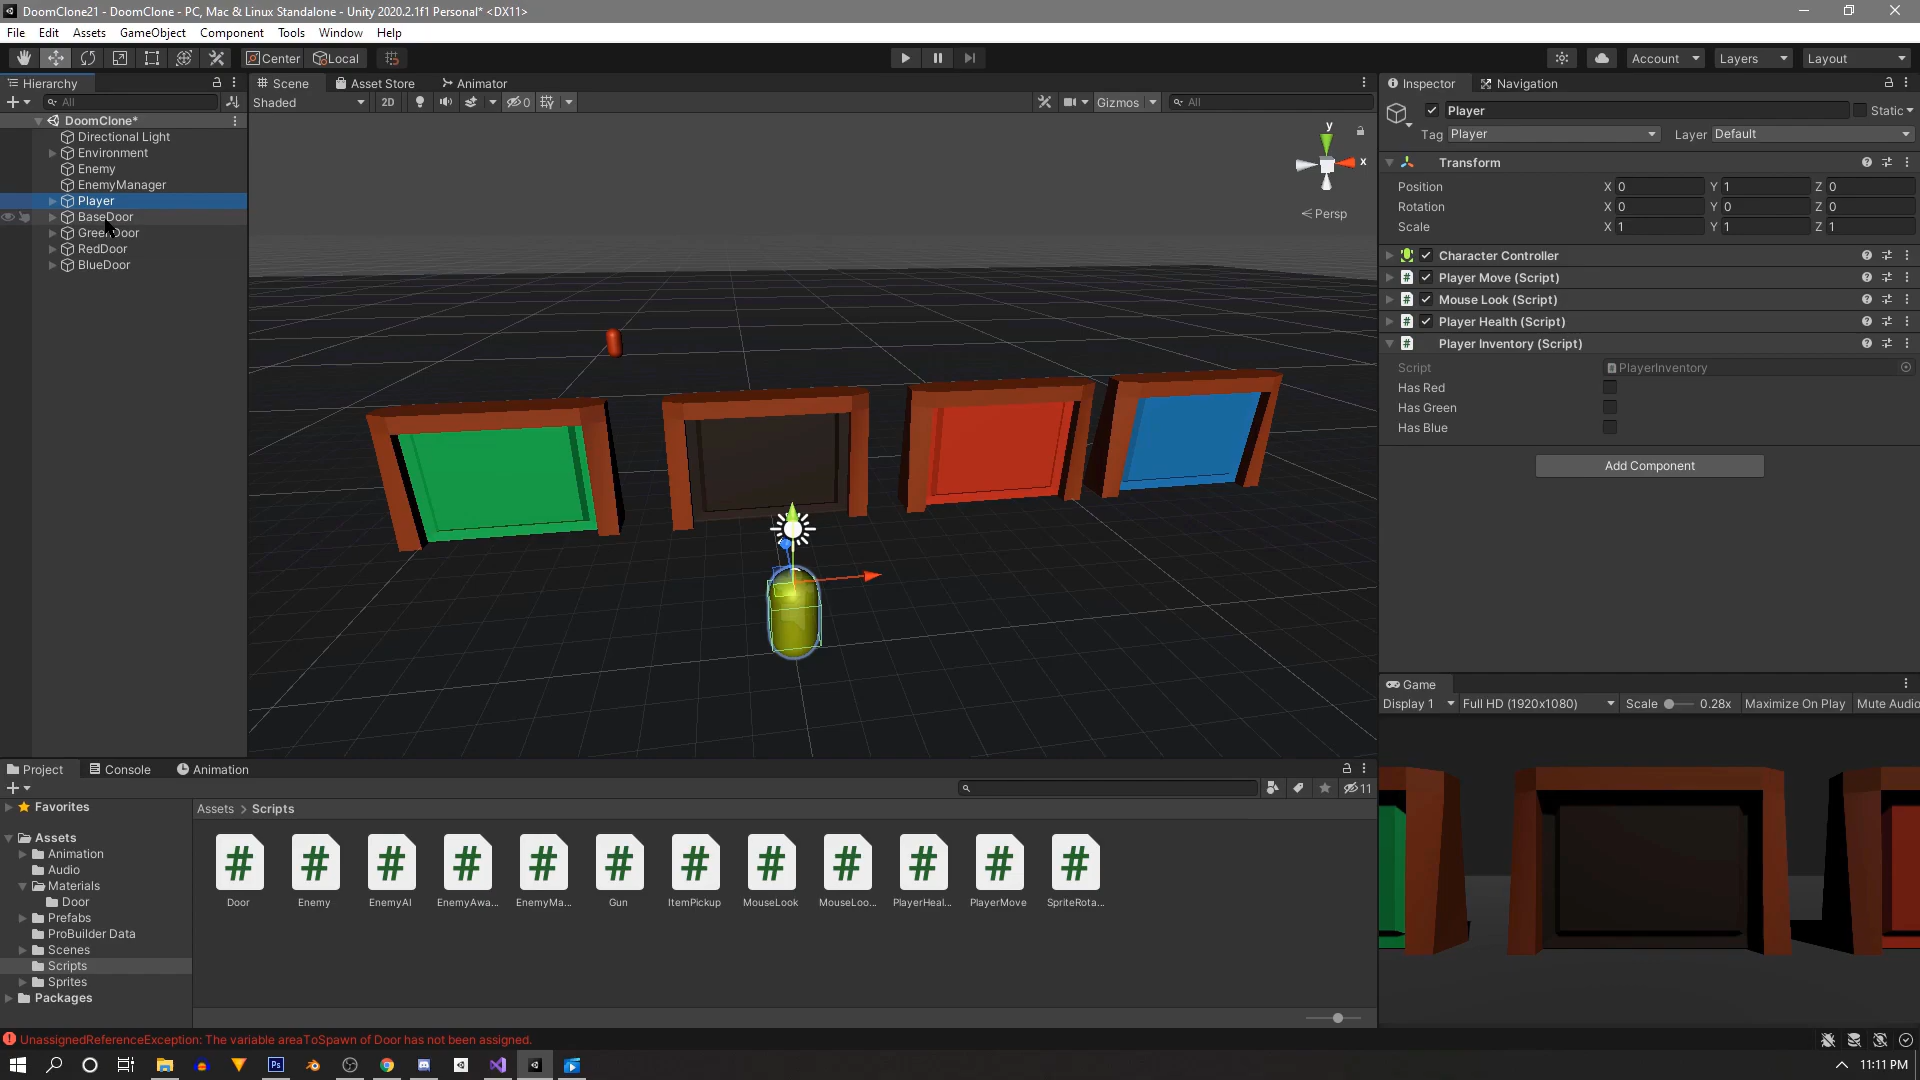 DoomClone21 - DoomClone - PC, Mac & Linux Standalone - Unity 2020.2.1f1 Personal* <DX11>
File Edit Assets GameObject Component Tools Window Help
Center Local
Account Layers Layout
Hierarchy
All
DoomClone*
Directional Light
Environment
Enemy
EnemyManager
Player
BaseDoor
GreenDoor
RedDoor
BlueDoor
Scene Asset Store Animator
Shaded 2D 0 Gizmos All
y
x
Persp
Inspector Navigation
Player Static
Tag Player Layer Default
Transform
Position X 0 Y 1 Z 0
Rotation X 0 Y 0 Z 0
Scale X 1 Y 1 Z 1
Character Controller
# Player Move (Script)
# Mouse Look (Script)
# Player Health (Script)
# Player Inventory (Script)
Script PlayerInventory
Has Red
Has Green
Has Blue
Add Component
Game
Display 1 Full HD (1920x1080) Scale 0.28x Maximize On Play Mute Audio
Project Console Animation
11
Favorites
Assets
Animation
Audio
Materials
Door
Prefabs
ProBuilder Data
Scenes
Scripts
Sprites
Packages
Assets > Scripts
# # # # # # # # # # # #
Door Enemy EnemyAI EnemyAwa... EnemyMa... Gun ItemPickup MouseLook MouseLoo... PlayerHeal... PlayerMove SpriteRota...
UnassignedReferenceException: The variable areaToSpawn of Door has not been assigned.
Ps
11:11 PM